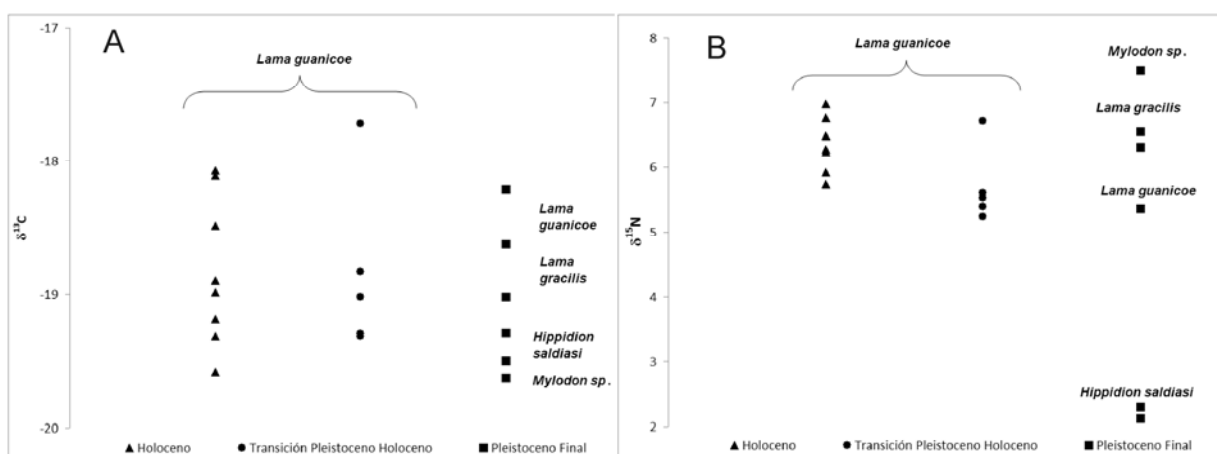 A
Lama guanicoe
-17
-18
-19
-20
δ¹³C
Lama
guanicoe
Lama
gracilis
Hippidion
saldiasi
Mylodon sp.
Holoceno
Transición Pleistoceno Holoceno
Pleistoceno Final
B
Lama guanicoe
8
7
6
5
4
3
2
δ¹⁵N
Mylodon sp.
Lama gracilis
Lama guanicoe
Hippidion saldiasi
Holoceno
Transición Pleistoceno Holoceno
Pleistoceno Final